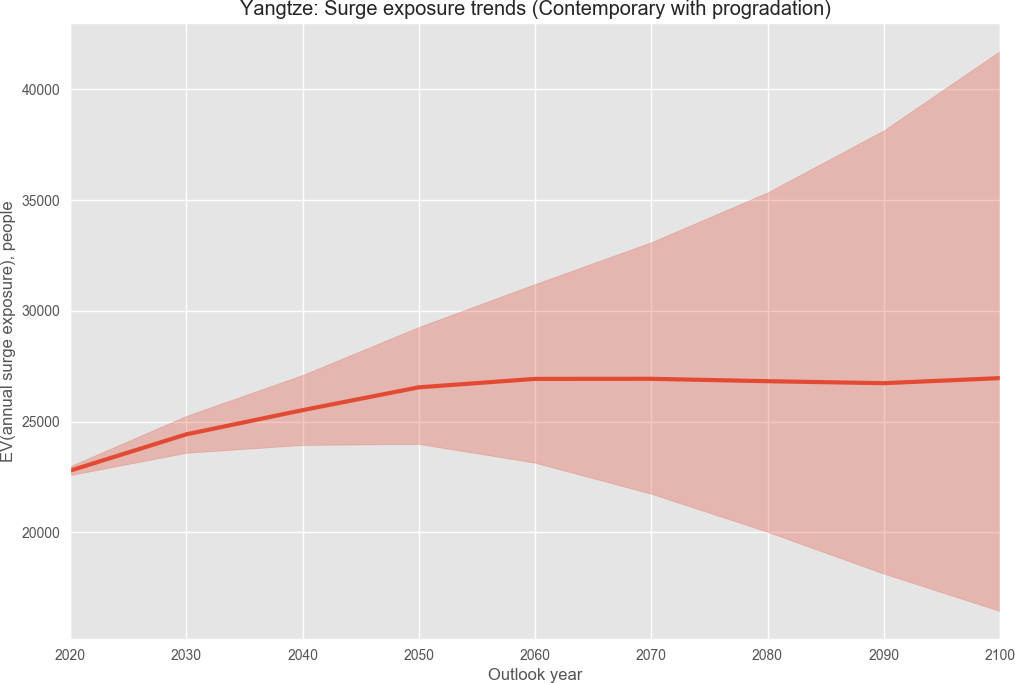 Yangtze: Surge exposure trends (Contemporary with progradation)
EV(annual surge exposure), people
40000
35000
30000
25000
20000
2020 2030 2040 2050 2060 2070 2080 2090 2100
Outlook year